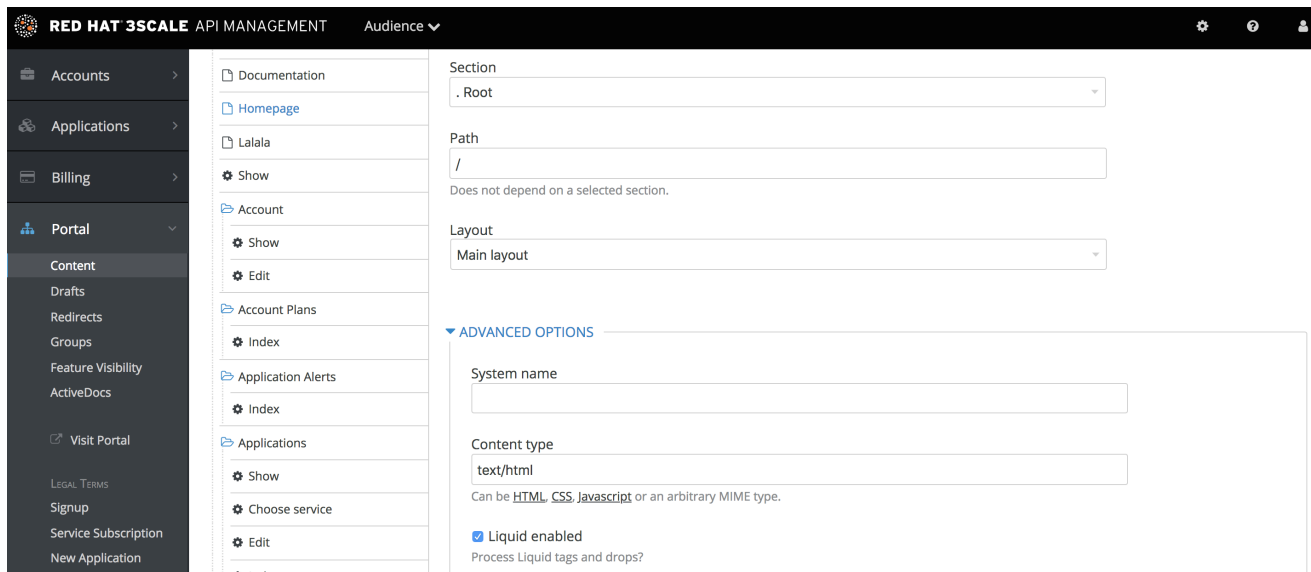 RED HAT 3SCALE API MANAGEMENT
Audience
Accounts
Applications
Billing
Portal
Content
Drafts
Redirects
Groups
Feature Visibility
ActiveDocs
Visit Portal
LEGAL TERMS
Signup
Service Subscription
New Application
Documentation
Homepage
Lalala
Show
Account
Show
Edit
Account Plans
Index
Application Alerts
Index
Applications
Show
Choose service
Edit
Section
. Root
Path
/
Does not depend on a selected section.
Layout
Main layout
ADVANCED OPTIONS
System name
Content type
text/html
Can be HTML, CSS, Javascript or an arbitrary MIME type.
Liquid enabled
Process Liquid tags and drops?